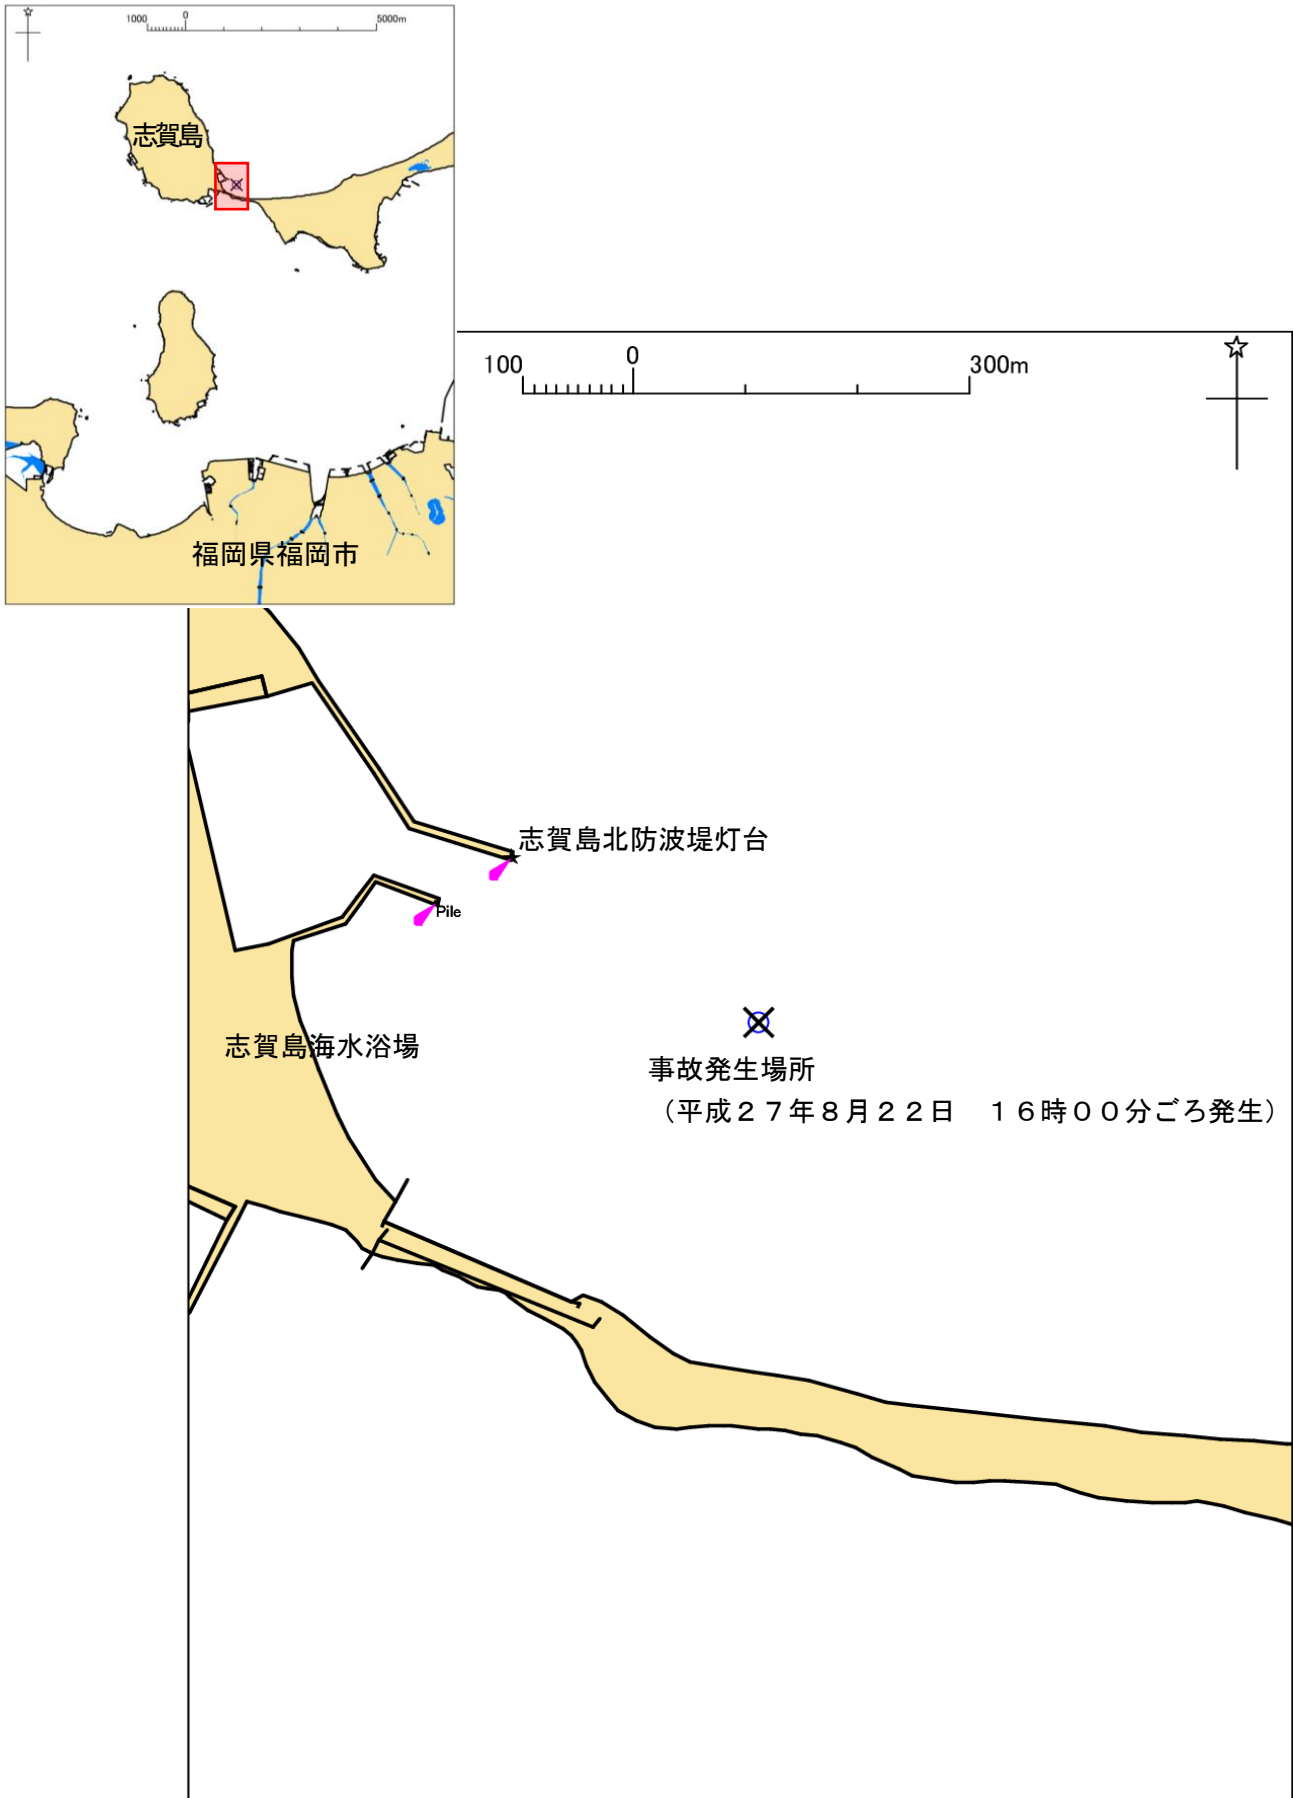 1000 0 5000m
志賀島
福岡県福岡市
100 0 300m
志賀島北防波堤灯台
Pile
志賀島海水浴場
事故発生場所
（平成２７年８月２２日　１６時００分ごろ発生）